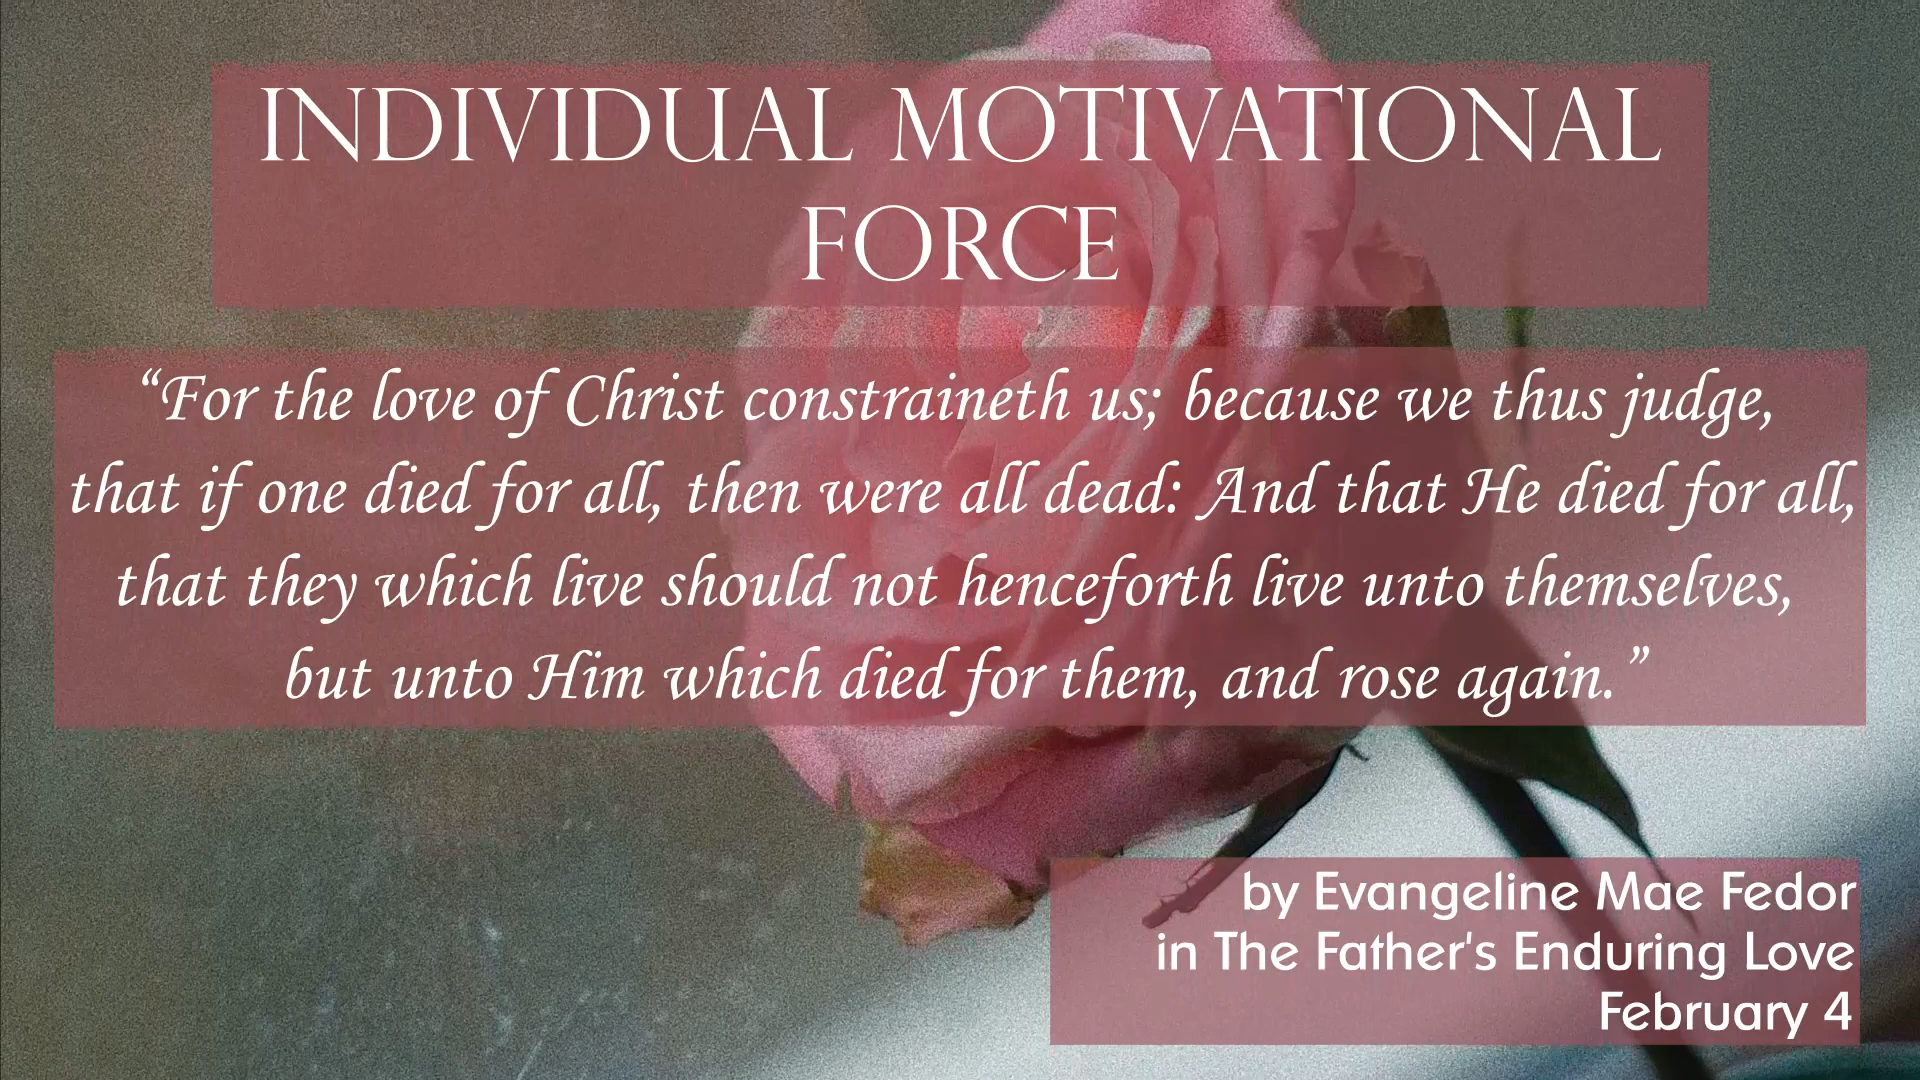 INDIVIDUAL MOTIVATIONAL
FORCE
“For the love of Christ constraineth us; because we thus judge,
that if one died for all, then were all dead: And that He died for all,
that they which live should not henceforth live unto themselves,
but unto Him which died for them, and rose again.”
by Evangeline Mae Fedor
in The Father's Enduring Love
February 4